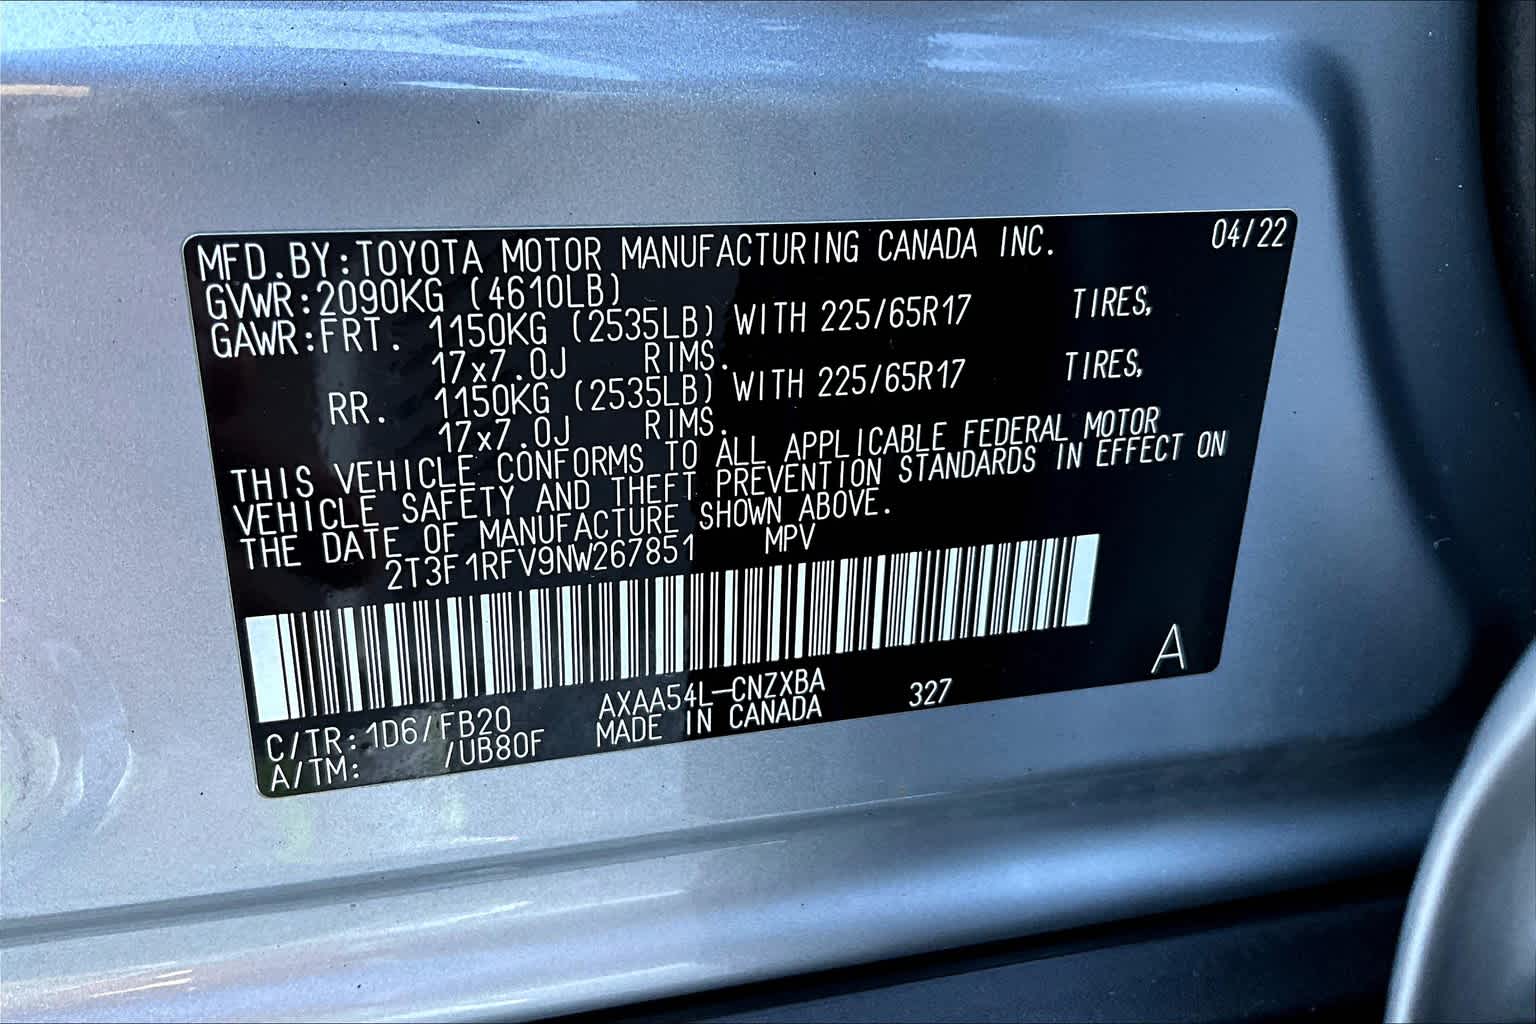 MFD.BY:TOYOTA MOTOR MANUFACTURING CANADA INC. 04/22
GVWR:2090KG (4610LB)
GAWR:FRT. 1150KG (2535LB) WITH 225/65R17 TIRES,
17x7.0J RIMS.
RR. 1150KG (2535LB) WITH 225/65R17 TIRES,
17x7.0J RIMS.
THIS VEHICLE CONFORMS TO ALL APPLICABLE FEDERAL MOTOR
VEHICLE SAFETY AND THEFT PREVENTION STANDARDS IN EFFECT ON
THE DATE OF MANUFACTURE SHOWN ABOVE.
2T3F1RFV9NW267851 MPV
A
C/TR:1D6/FB20 AXAA54L-CNZXBA 327
A/TM: /UB80F MADE IN CANADA